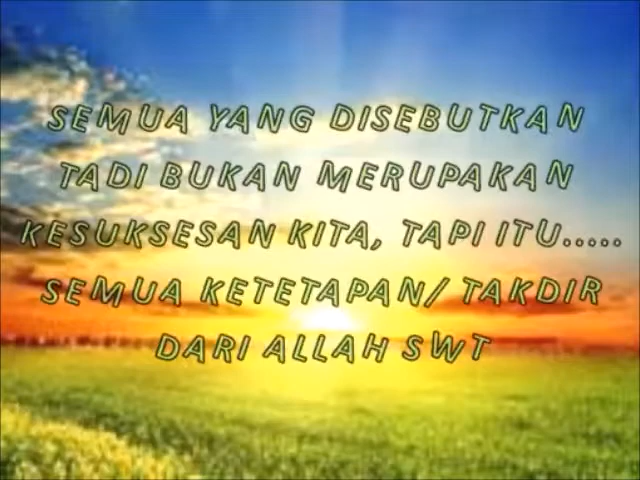 SEMUA YANG DISEBUTKAN
TADI BUKAN MERUPAKAN
KESUKSESAN KITA, TAPI ITU.....
SEMUA KETETAPAN/ TAKDIR
DARI ALLAH SWT